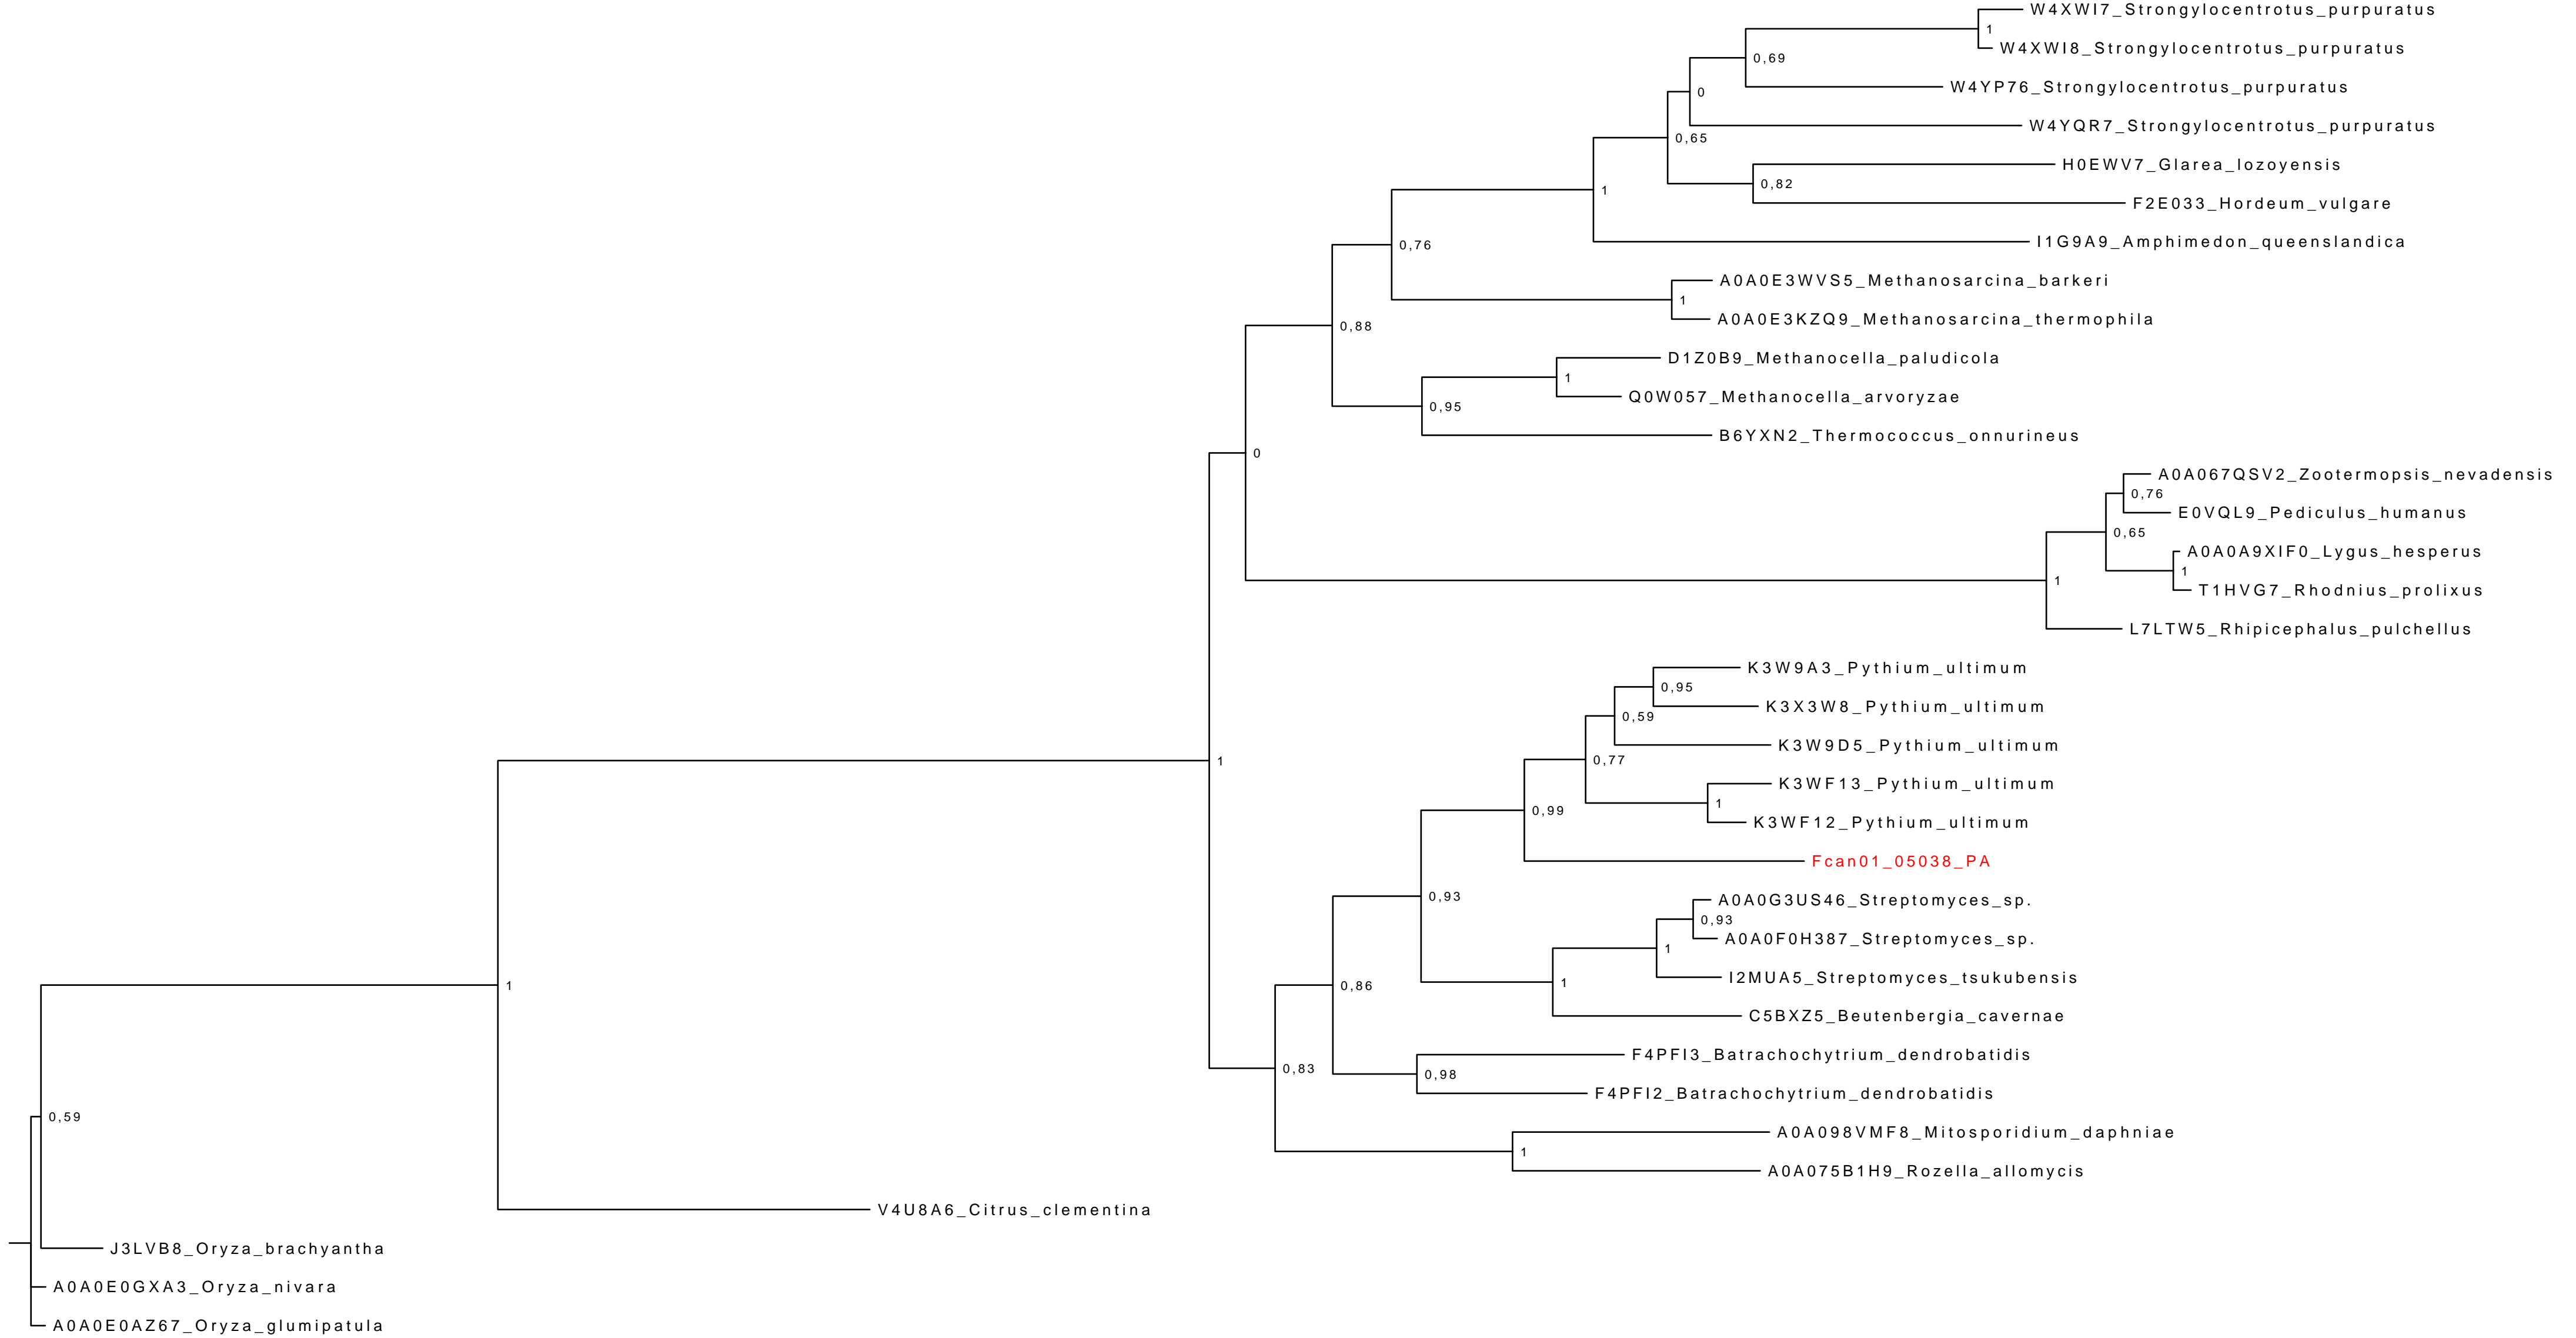 W4XWI7_Strongylocentrotus_purpuratus
1
W4XWI8_Strongylocentrotus_purpuratus
0,69
W4YP76_Strongylocentrotus_purpuratus
0
W4YQR7_Strongylocentrotus_purpuratus
0,65
H0EWV7_Glarea_lozoyensis
0,82
1
F2E033_Hordeum_vulgare
I1G9A9_Amphimedon_queenslandica
0,76
A0A0E3WVS5_Methanosarcina_barkeri
1
A0A0E3KZQ9_Methanosarcina_thermophila
0,88
D1Z0B9_Methanocella_paludicola
1
Q0W057_Methanocella_arvoryzae
0,95
B6YXN2_Thermococcus_onnurineus
0
A0A067QSV2_Zootermopsis_nevadensis
0,76
E0VQL9_Pediculus_humanus
0,65
A0A0A9XIF0_Lygus_hesperus
1
1
T1HVG7_Rhodnius_prolixus
L7LTW5_Rhipicephalus_pulchellus
K3W9A3_Pythium_ultimum
0,95
K3X3W8_Pythium_ultimum
0,59
K3W9D5_Pythium_ultimum
0,77
1
K3WF13_Pythium_ultimum
1
0,99
K3WF12_Pythium_ultimum
Fcan01_05038_PA
0,93
A0A0G3US46_Streptomyces_sp.
0,93
A0A0F0H387_Streptomyces_sp.
1
I2MUA5_Streptomyces_tsukubensis
1
0,86
1
C5BXZ5_Beutenbergia_cavernae
F4PFI3_Batrachochytrium_dendrobatidis
0,83
0,98
F4PFI2_Batrachochytrium_dendrobatidis
0,59
A0A098VMF8_Mitosporidium_daphniae
1
A0A075B1H9_Rozella_allomycis
V4U8A6_Citrus_clementina
J3LVB8_Oryza_brachyantha
A0A0E0GXA3_Oryza_nivara
A0A0E0AZ67_Oryza_glumipatula